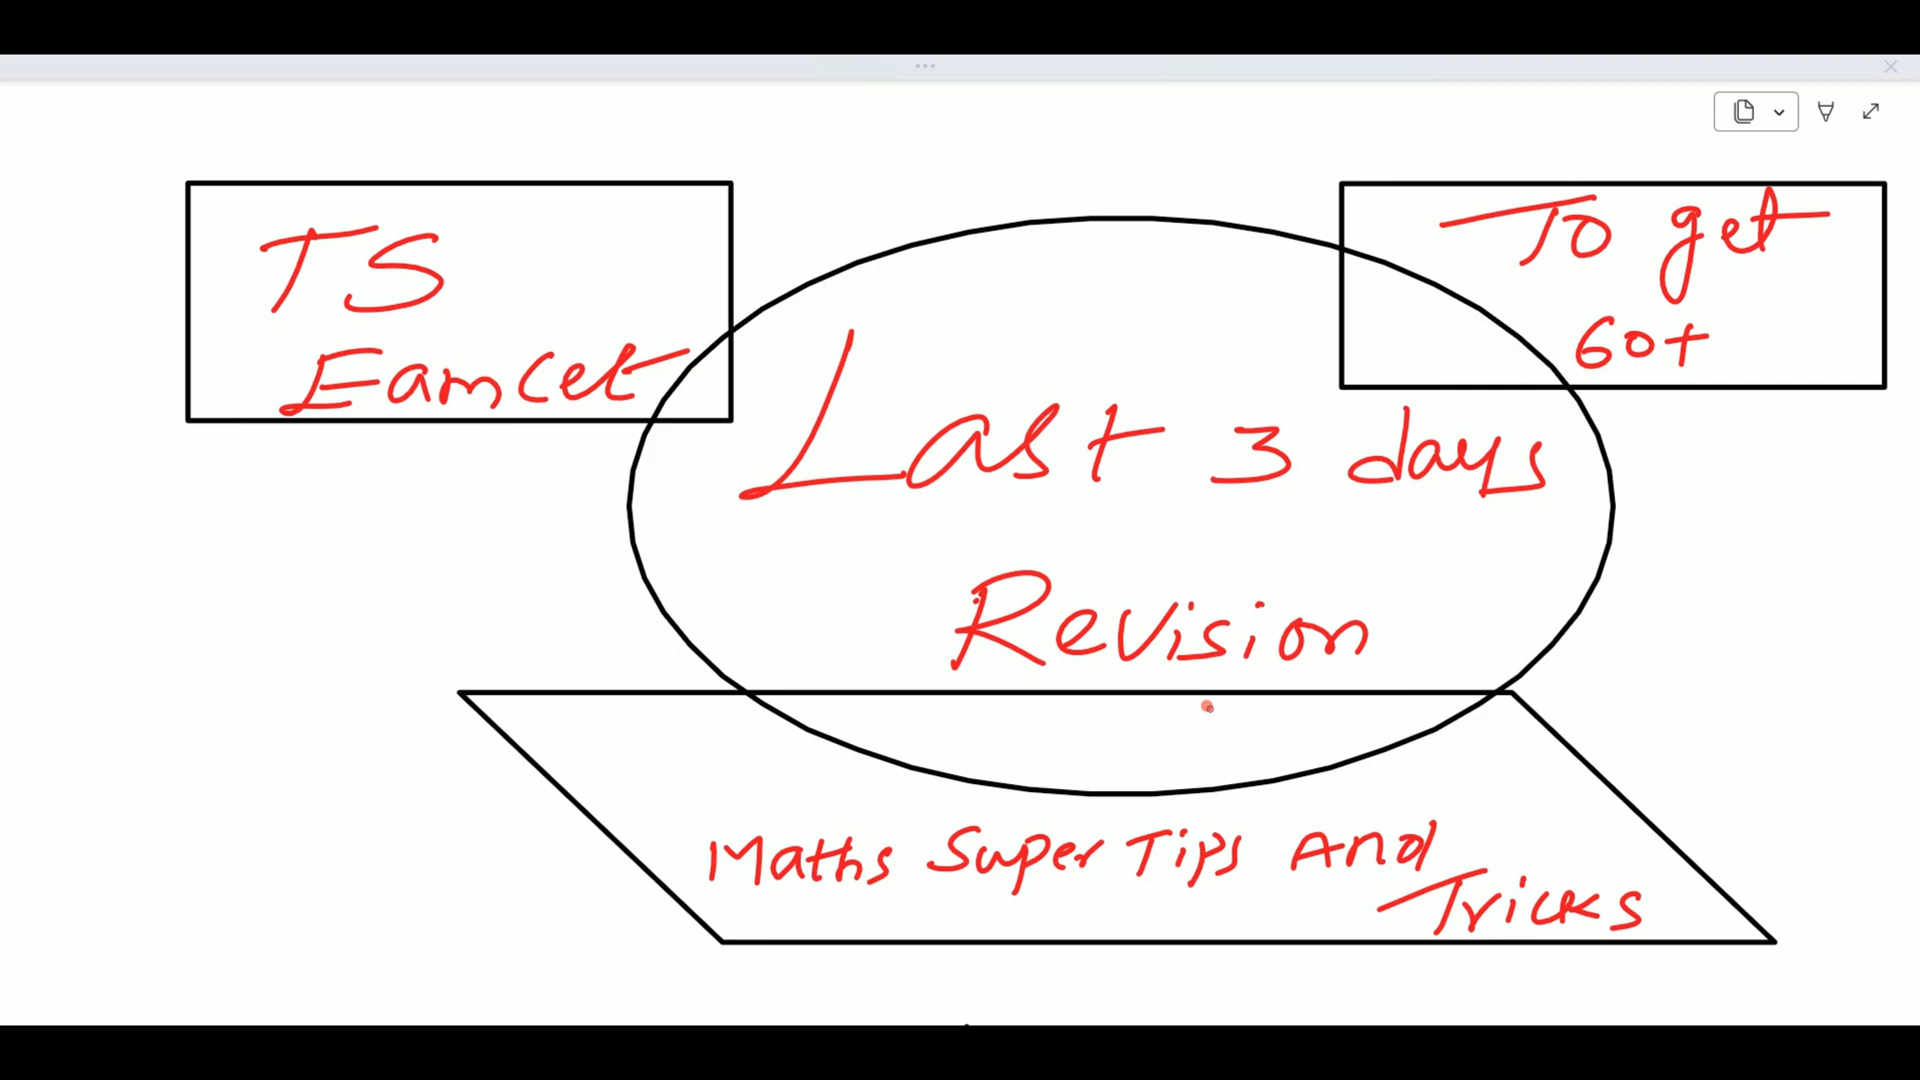 TS
Eamcet
To get
60+
Last 3 days
Revision
Maths Super Tips And
Tricks